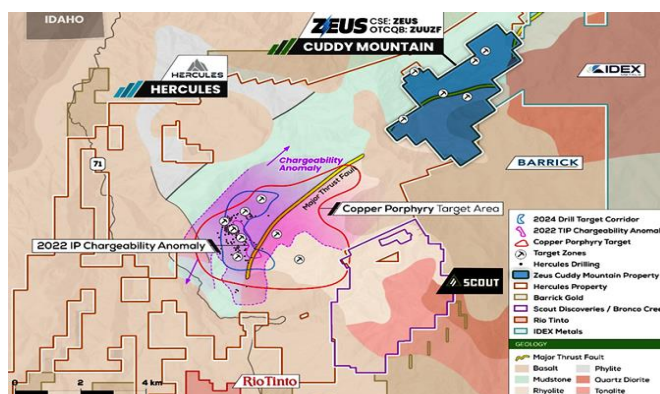 IDAHO
ZEUS CSE: ZEUS
OTCQB: ZUUZF
CUDDY MOUNTAIN
HERCULES
HERCULES
IDEX
METALS
71
Chargeability
Anomaly
BARRICK
Major Thrust Fault
Copper Porphyry Target Area
2022 IP Chargeability Anomaly
SCOUT
RioTinto
0 2 4 km
2024 Drill Target Corridor
2022 TIP Chargeability Anomal
Copper Porphyry Target
Target Zones
Hercules Drilling
Zeus Cuddy Mountain Property
Hercules Property
Barrick Gold
Scout Discoveries / Bronco Cree
Rio Tinto
IDEX Metals
GEOLOGY
Major Thrust Fault
Basalt
Phylite
Mudstone
Quartz Diorite
Rhyolite
Tonalite